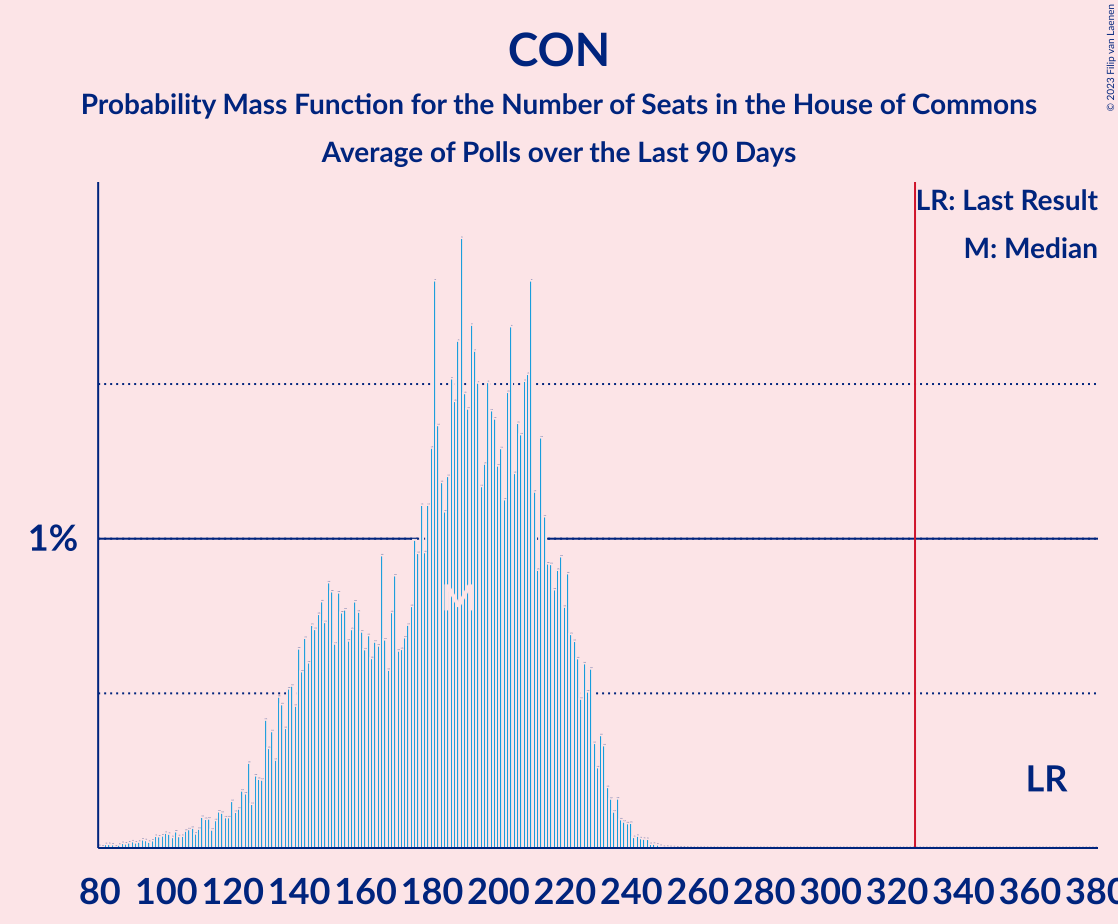 CON
Probability Mass Function for the Number of Seats in the House of Commons
Average of Polls over the Last 90 Days
© 2023 Filip van Laenen
LR: Last Result
M: Median
1%
M
LR
80 100 120 140 160 180 200 220 240 260 280 300 320 340 360 380